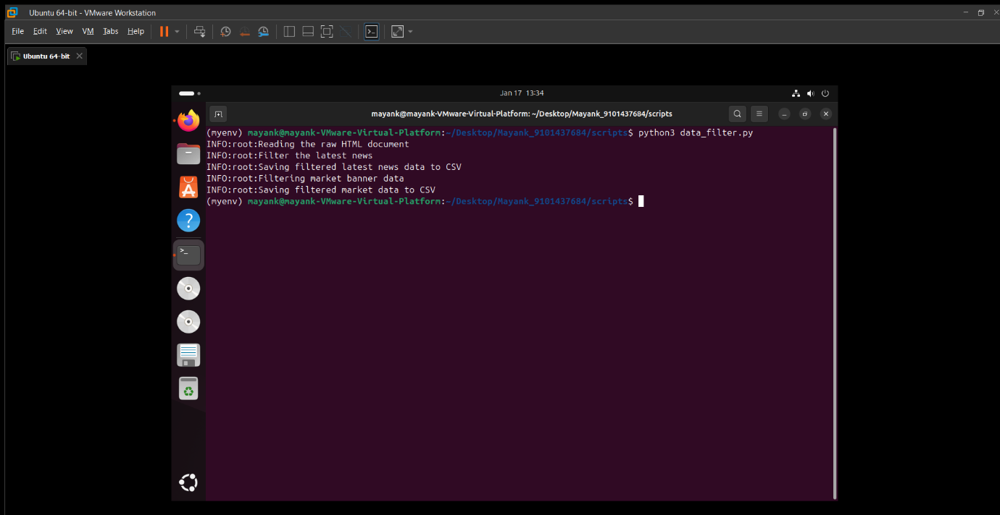 Ubuntu 64-bit - VMware Workstation
File Edit View VM Tabs Help
Ubuntu 64-bit
Jan 17 13:34
mayank@mayank-VMware-Virtual-Platform: ~/Desktop/Mayank_9101437684/scripts
(myenv) mayank@mayank-VMware-Virtual-Platform:~/Desktop/Mayank_9101437684/scripts$ python3 data_filter.py
INFO:root:Reading the raw HTML document
INFO:root:Filter the latest news
INFO:root:Saving filtered latest news data to CSV
INFO:root:Filtering market banner data
INFO:root:Saving filtered market data to CSV
(myenv) mayank@mayank-VMware-Virtual-Platform:~/Desktop/Mayank_9101437684/scripts$